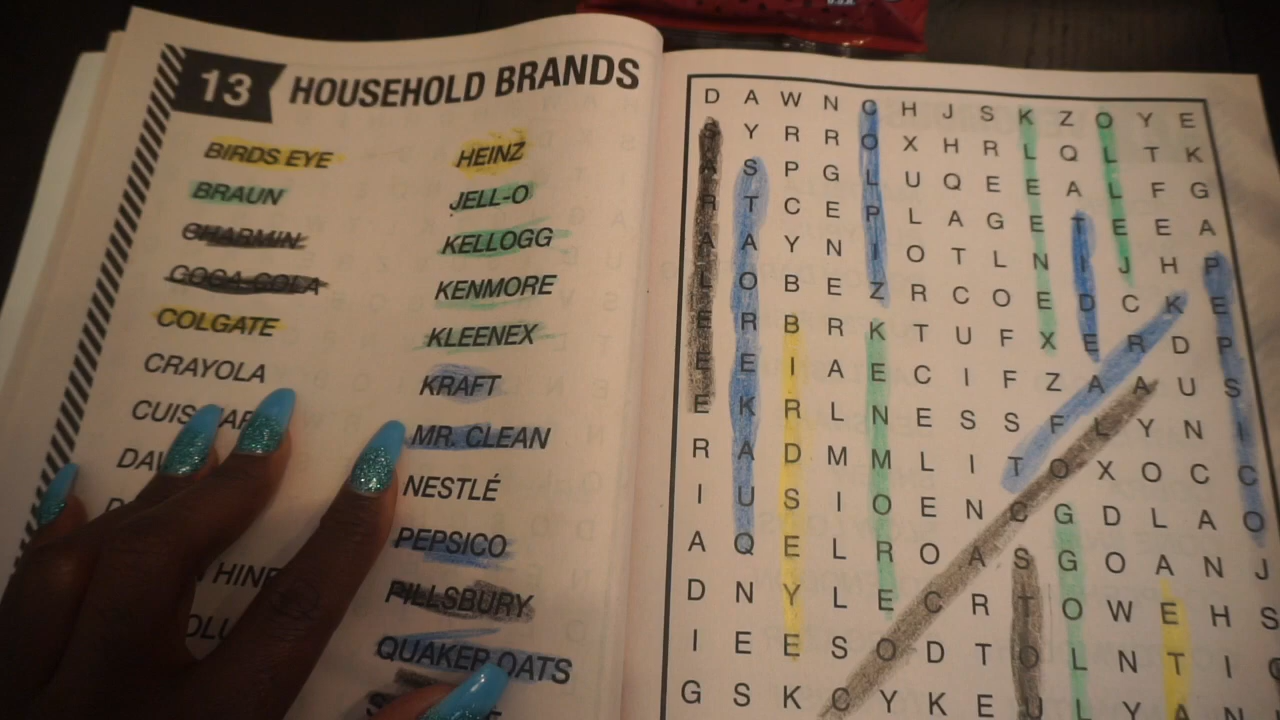 13 HOUSEHOLD BRANDS
BIRDS EYE
BRAUN
CHARMIN
COCA COLA
COLGATE
CRAYOLA
HEINZ
JELL-O
KELLOGG
KENMORE
KLEENEX
KRAFT
MR. CLEAN
NESTLÉ
PEPSICO
PILLSBURY
QUAKER OATS
D A W N C H J S K Z O Y E
S Y R R O X H R L Q L T K
A S P G L U Q E E A L F G
R T C E P L A G E T E E A
A A Y N I O T L N I J H P
L O B E Z R C O E D C K E
E R B R K T U F X E R D P
E E I A E C I F Z A A U S
E K R L N E S S F L Y N I
R A D M M L I T O X O C C
I U S I O E N C G D L A O
A Q E L R O A S G O A N J
D N Y L E C R T O W E H S
I E E S O D T O L N T I
G S K C Y K E U L Y A N